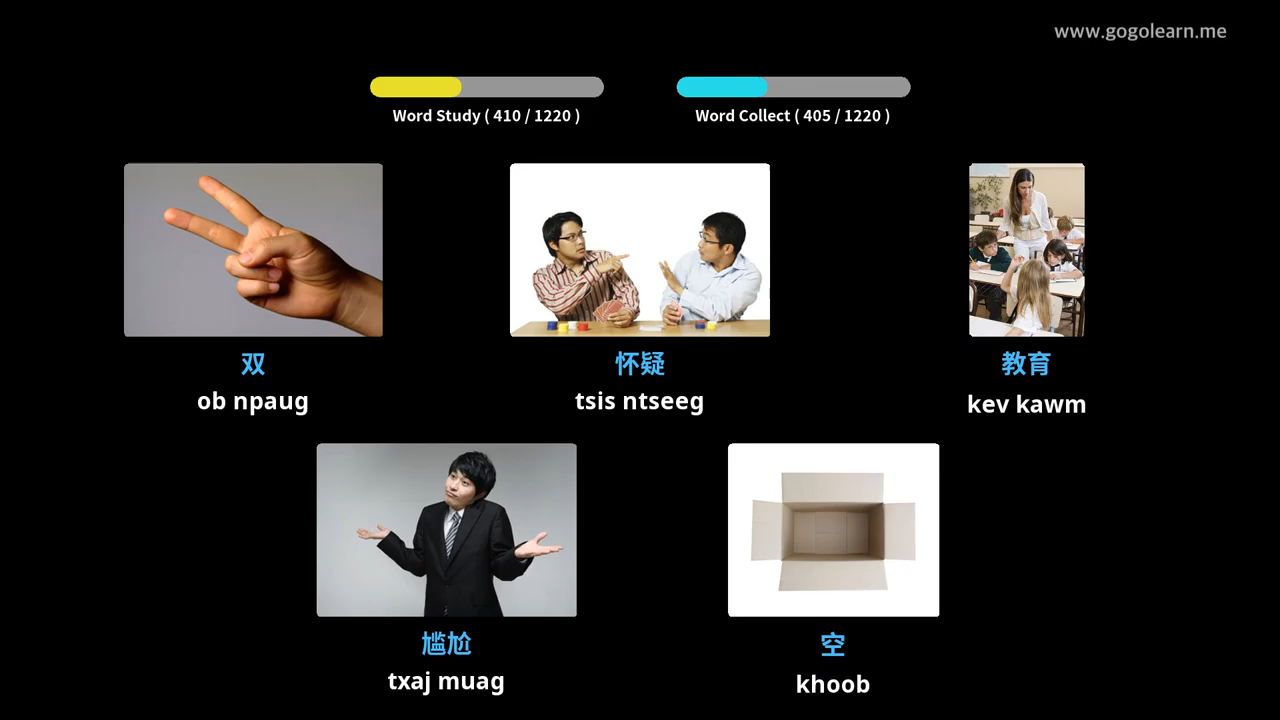 www.gogolearn.me
Word Study ( 410 / 1220 )
Word Collect ( 405 / 1220 )
双
ob npaug
怀疑
tsis ntseeg
教育
kev kawm
尴尬
txaj muag
空
khoob